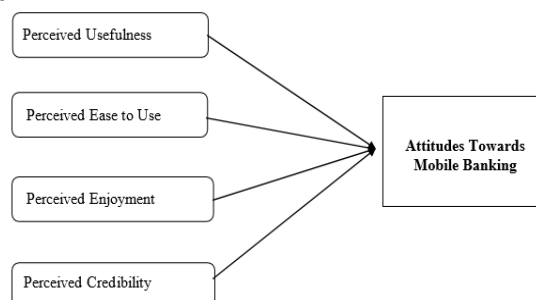 Perceived Usefulness
Perceived Ease to Use
Attitudes Towards
Mobile Banking
Perceived Enjoyment
Perceived Credibility